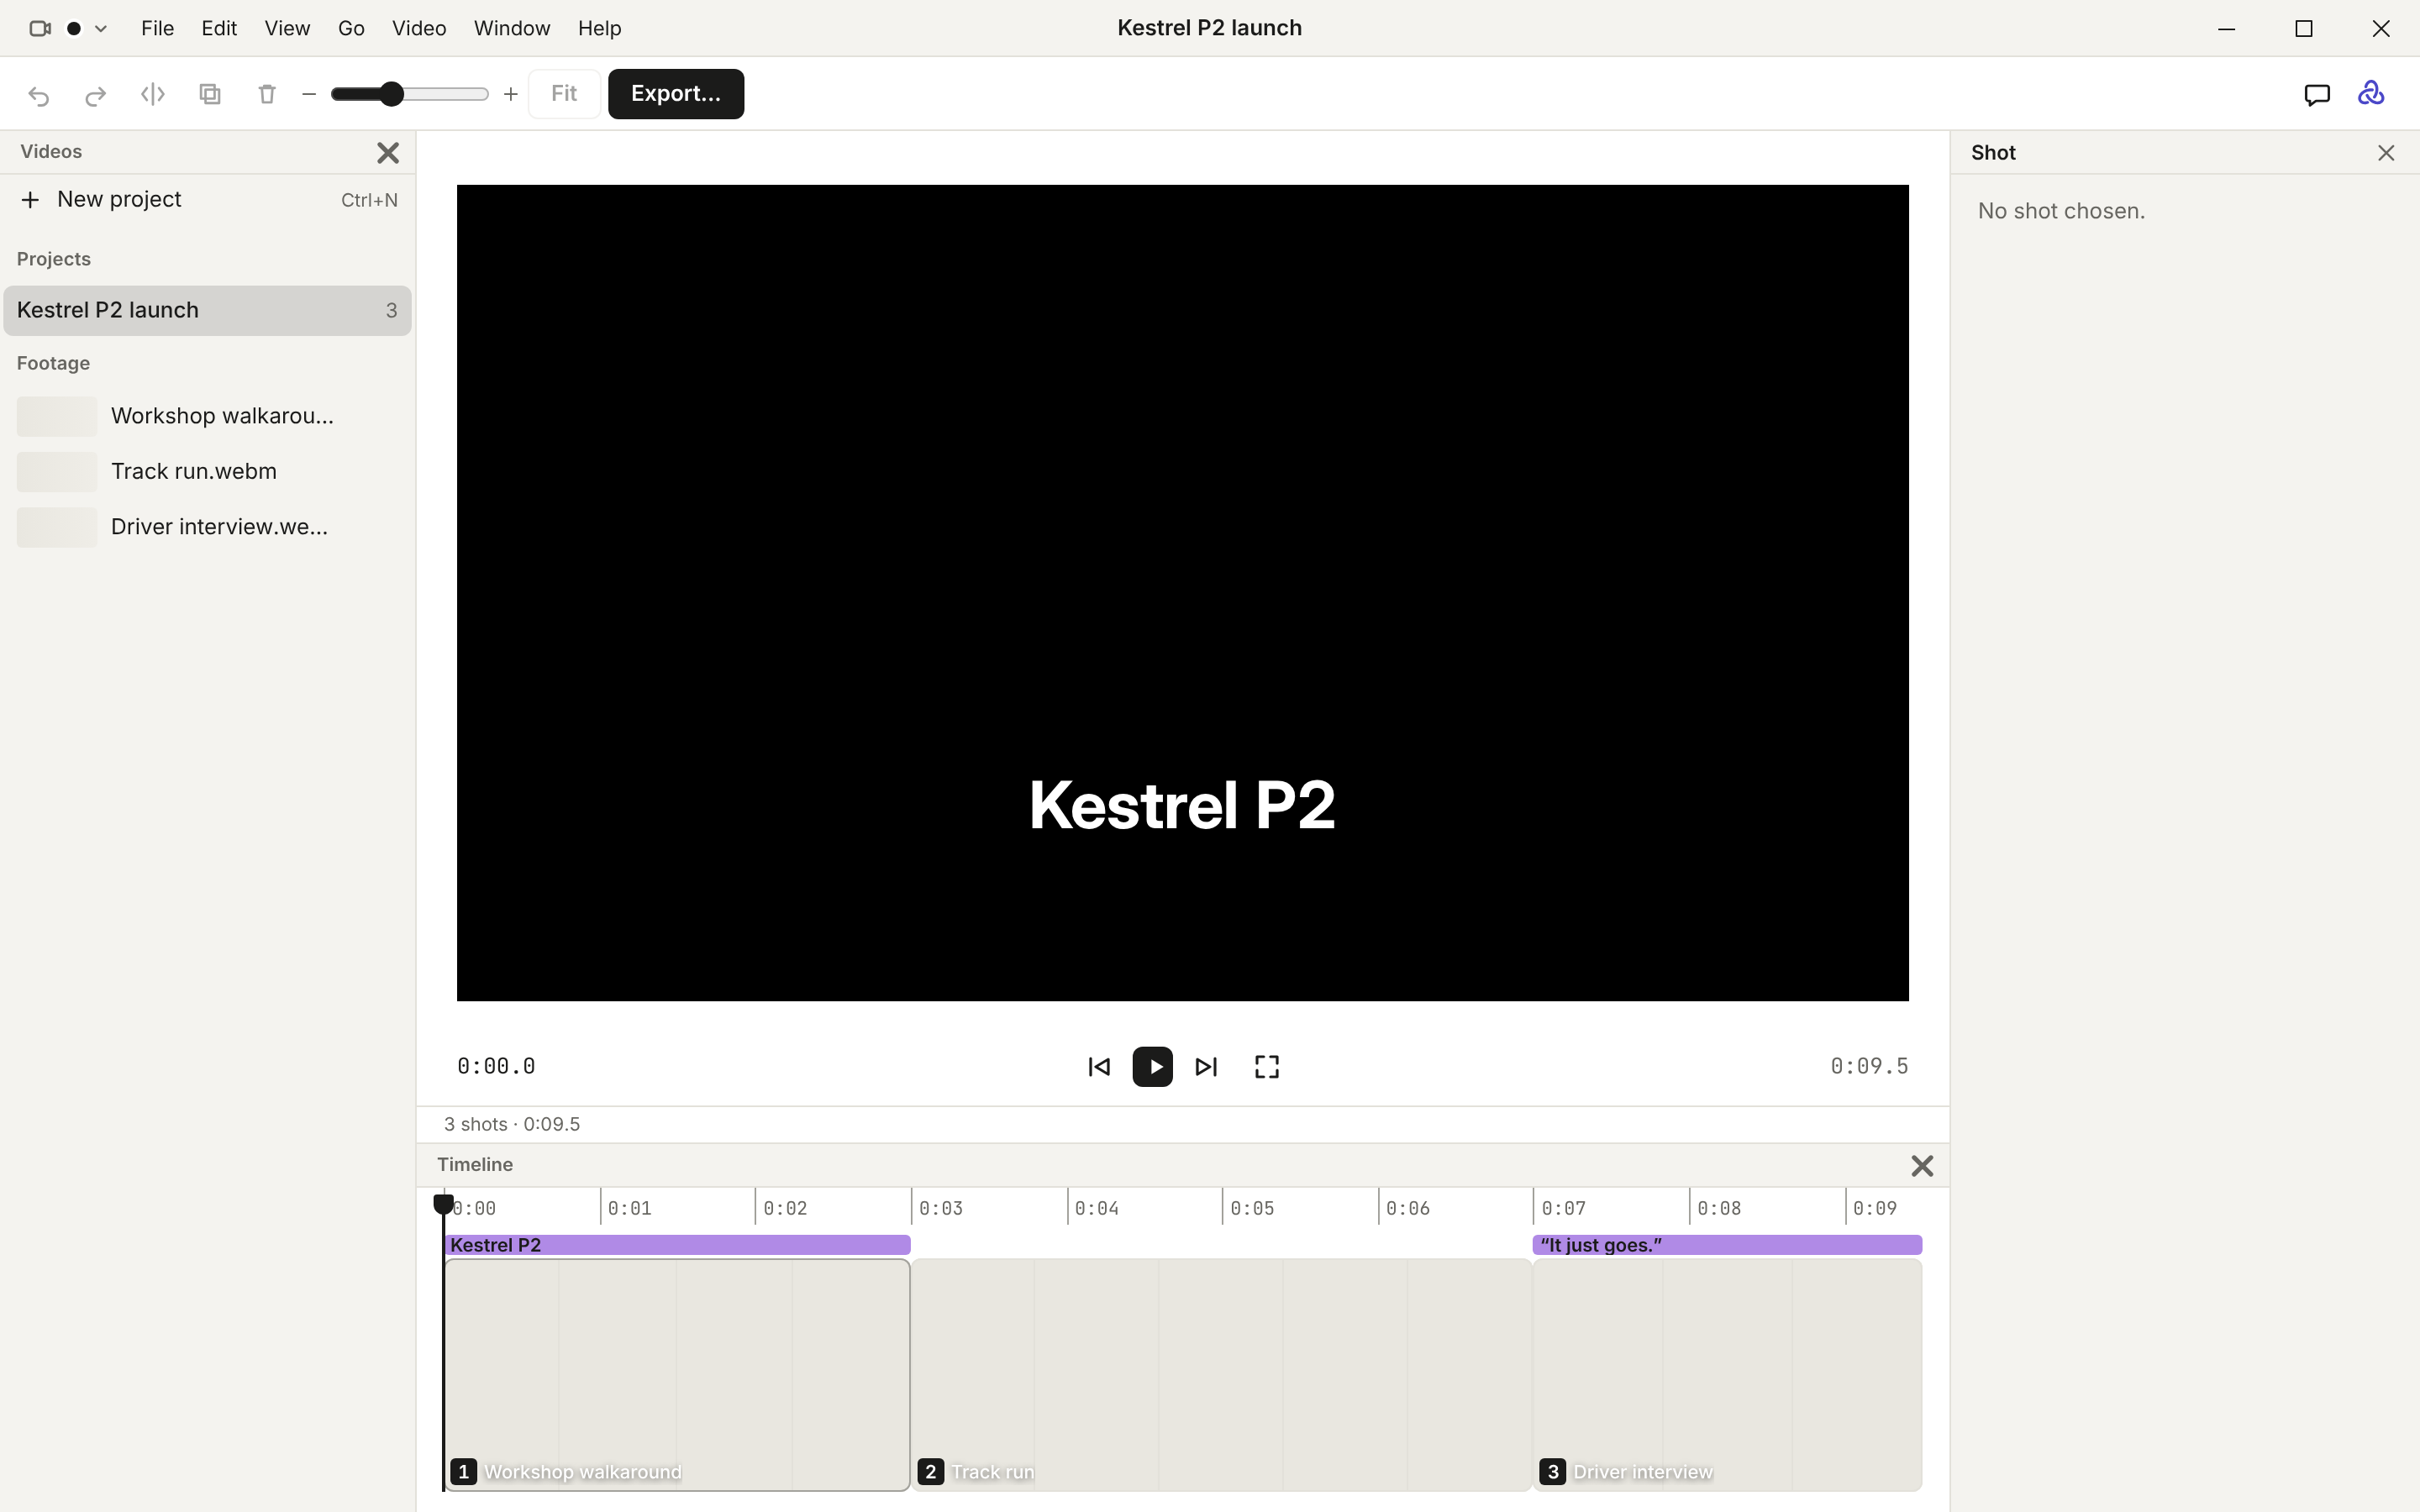 File Edit View Go Video Window Help
Kestrel P2 launch
Fit
Export...
Videos
New project Ctrl+N
Projects
Kestrel P2 launch 3
Footage
Workshop walkarou...
Track run.webm
Driver interview.we...
Kestrel P2
0:00.0
0:09.5
3 shots · 0:09.5
Timeline
0:00 0:01 0:02 0:03 0:04 0:05 0:06 0:07 0:08 0:09
Kestrel P2
“It just goes.”
1 Workshop walkaround
2 Track run
3 Driver interview
Shot
No shot chosen.